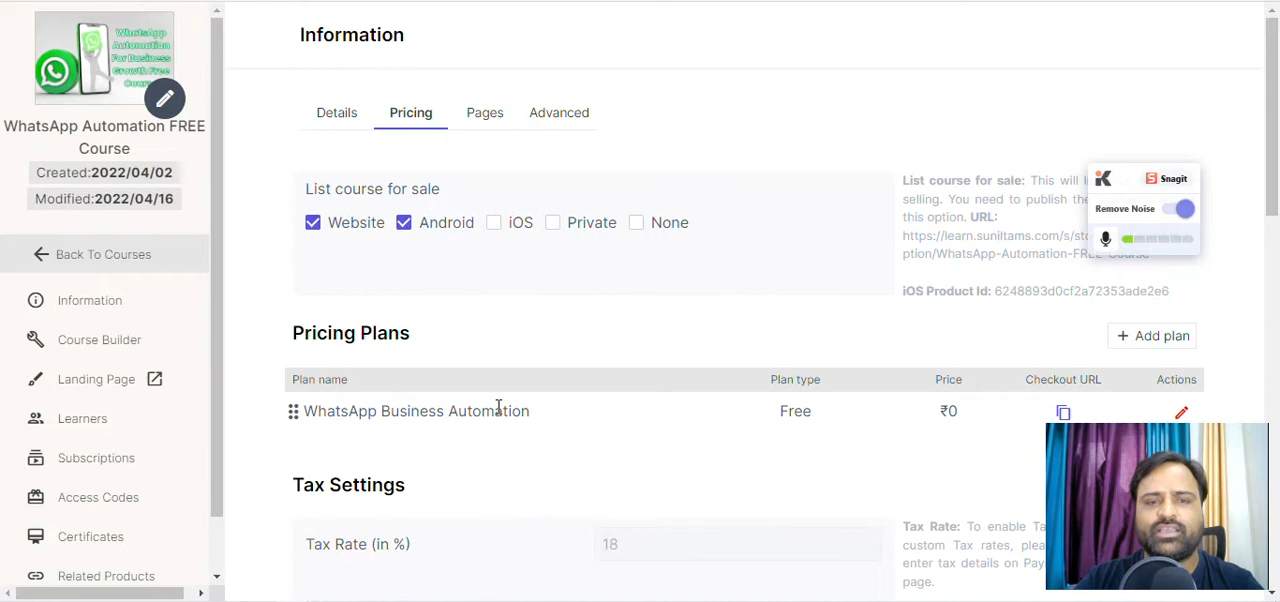 WhatsApp
Automation
For Business
Growth Free
WhatsApp Automation FREE
Course
Created:2022/04/02
Modified:2022/04/16
Back To Courses
Information
Course Builder
Landing Page
Learners
Subscriptions
Access Codes
Certificates
Related Products
Information
Details
Pricing
Pages
Advanced
List course for sale
Website
Android
iOS
Private
None
List course for sale: This will
selling. You need to publish the
this option. URL:
https://learn.suniltams.com/s/
ption/WhatsApp-Automation-FREE-Course
iOS Product Id: 6248893d0cf2a72353ade2e6
Snagit
Remove Noise
Pricing Plans
+ Add plan
Plan name
Plan type
Price
Checkout URL
Actions
WhatsApp Business Automation
Free
₹0
Tax Settings
Tax Rate (in %)
18
Tax Rate: To enable
custom Tax rates,
enter tax details on
page.